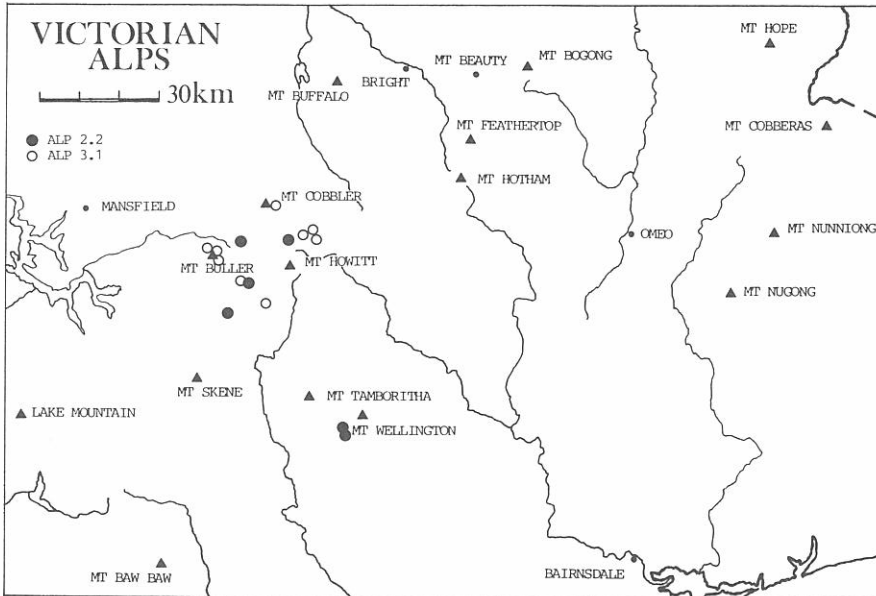 VICTORIAN
ALPS
30km
ALP 2.2
ALP 3.1
MT HOPE
MT BEAUTY
MT BOGONG
BRIGHT
MT BUFFALO
MT FEATHERTOP
MT COBBERAS
MT HOTHAM
MT COBBLER
MANSFIELD
OMEO
MT NUNNIONG
MT BULLER
MT HOWITT
MT NUGONG
MT SKENE
MT TAMBORITHA
LAKE MOUNTAIN
MT WELLINGTON
BAIRNSDALE
MT BAW BAW